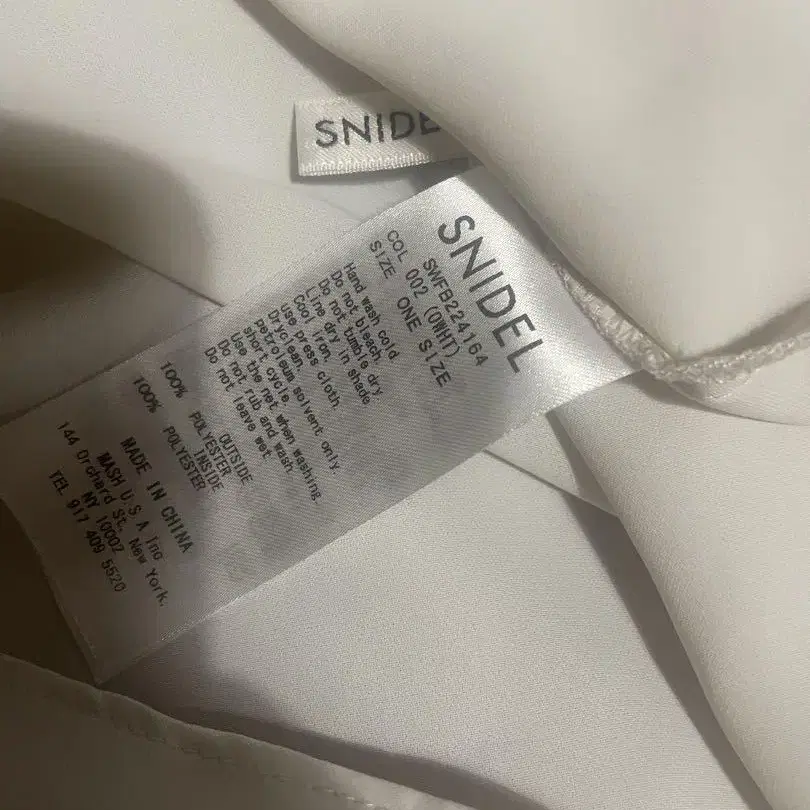 SNIDE
SNIDEL
SWFB224164
COL 002 (OWHT)
SIZE ONE SIZE
Hand wash cold
Do not bleach
Do not tumble dry
Line dry in shade
Cool iron,
use press cloth.
Dryclean,
petroleum solvent only
short cycle.
Use the net when washing.
Do not rub and wash.
Do not leave wet.
OUTSIDE
100% POLYESTER
INSIDE
100% POLYESTER
MADE IN CHINA
MASH U.S.A Inc
144 Orchard St, New York,
NY 10002
TEL 917 409 5520